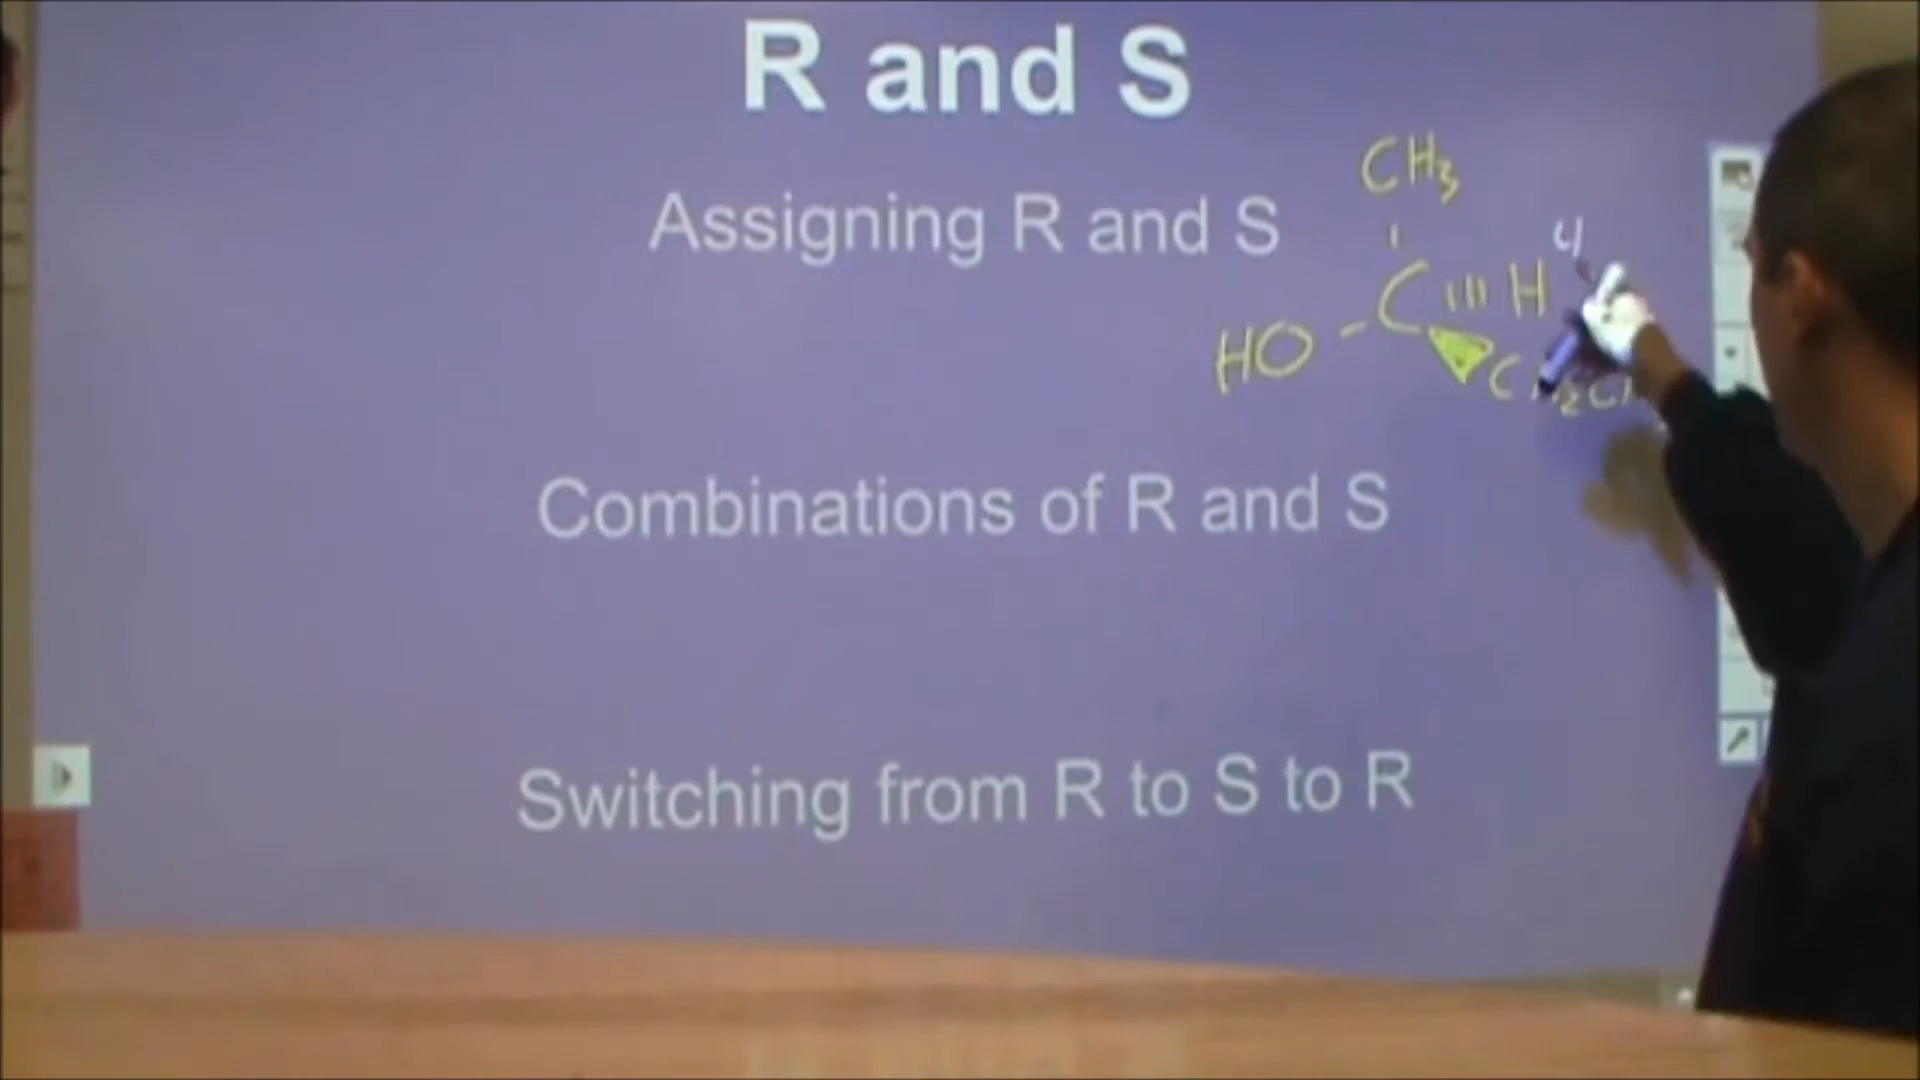 R and S
Assigning R and S
CH3
4
C H
HO
Combinations of R and S
Switching from R to S to R